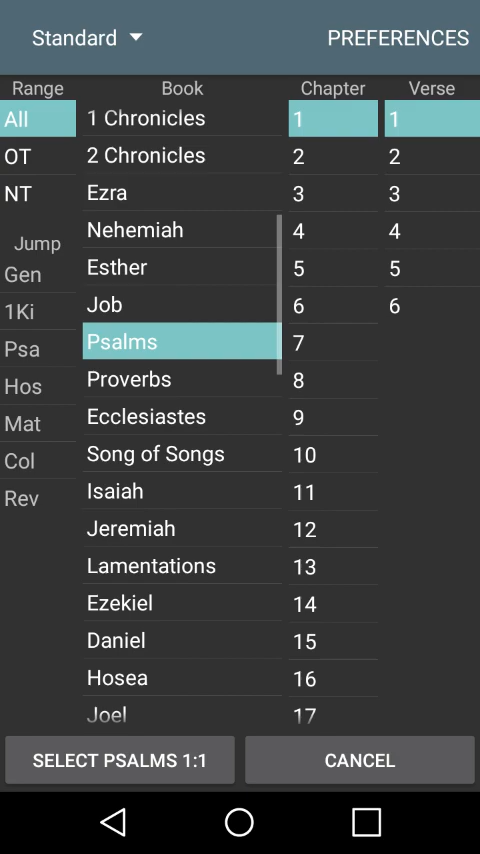 Standard PREFERENCES
Range Book Chapter Verse
All 1 Chronicles 1 1
OT 2 Chronicles 2 2
NT Ezra 3 3
Nehemiah 4 4
Jump
Gen Esther 5 5
1Ki Job 6 6
Psa Psalms 7
Hos Proverbs 8
Mat Ecclesiastes 9
Col Song of Songs 10
Rev Isaiah 11
Jeremiah 12
Lamentations 13
Ezekiel 14
Daniel 15
Hosea 16
Joel 17
SELECT PSALMS 1:1 CANCEL